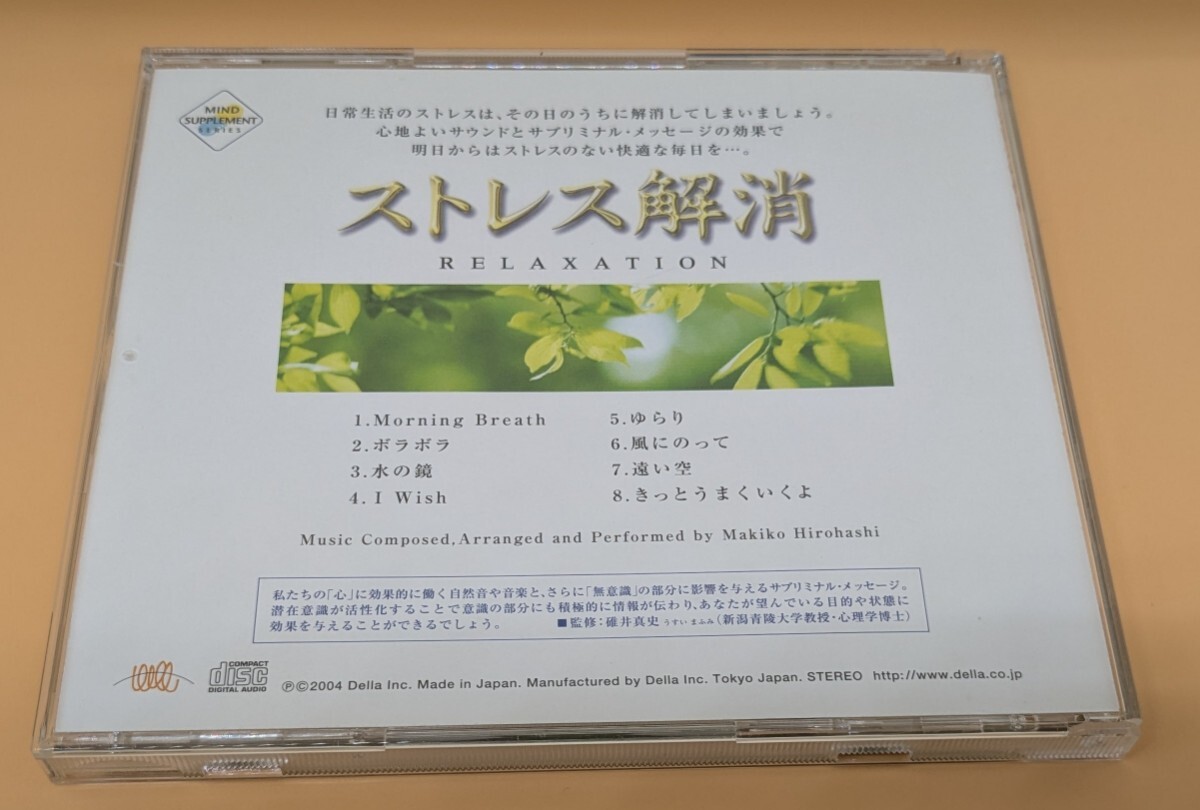 MIND
SUPPLEMENT
SERIES
日常生活のストレスは、その日のうちに解消してしまいましょう。
心地よいサウンドとサブリミナル・メッセージの効果で
明日からはストレスのない快適な毎日を…。
ストレス解消
RELAXATION
1.Morning Breath
2.ボラボラ
3.水の鏡
4.I Wish
5.ゆらり
6.風にのって
7.遠い空
8.きっとうまくいくよ
Music Composed,Arranged and Performed by Makiko Hirohashi
私たちの「心」に効果的に働く自然音や音楽と、さらに「無意識」の部分に影響を与えるサブリミナル・メッセージ。
潜在意識が活性化することで意識の部分にも積極的に情報が伝わり、あなたが望んでいる目的や状態に
効果を与えることができるでしょう。 ■監修:碓井真史 うすい まふみ(新潟青陵大学教授・心理学博士)
COMPACT
disc
DIGITAL AUDIO
ⓅⒸ2004 Della Inc. Made in Japan. Manufactured by Della Inc. Tokyo Japan. STEREO http://www.della.co.jp